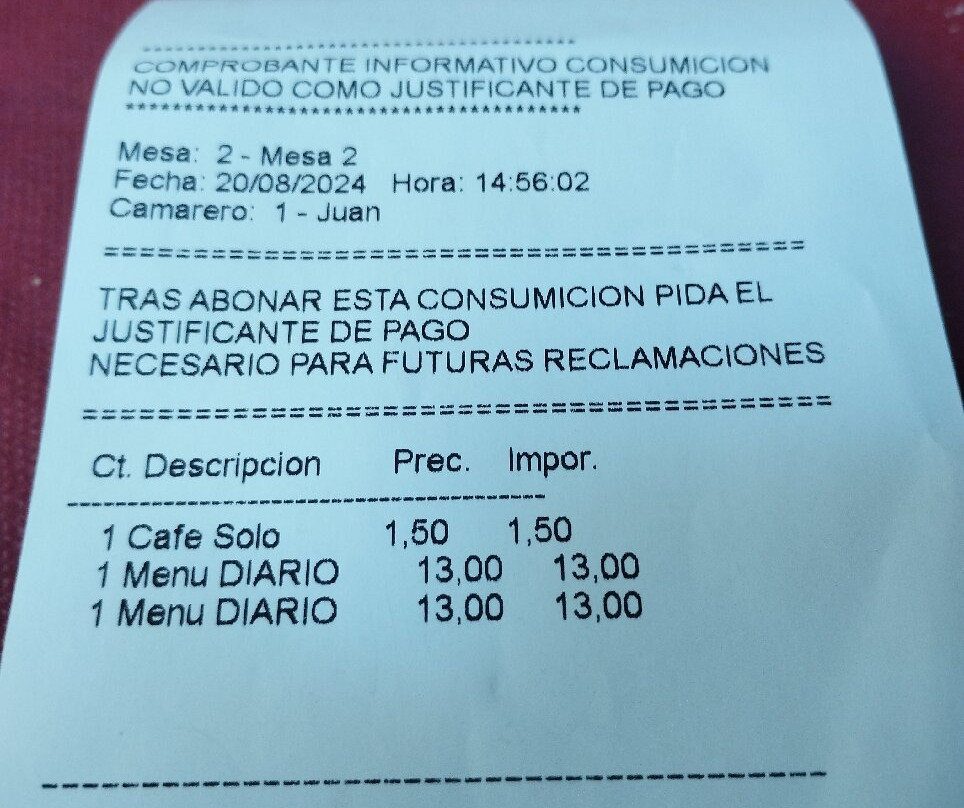 ****************************************
COMPROBANTE INFORMATIVO CONSUMICION
NO VALIDO COMO JUSTIFICANTE DE PAGO
****************************************
Mesa: 2 - Mesa 2
Fecha: 20/08/2024 Hora: 14:56:02
Camarero: 1 - Juan
========================================
TRAS ABONAR ESTA CONSUMICION PIDA EL
JUSTIFICANTE DE PAGO
NECESARIO PARA FUTURAS RECLAMACIONES
========================================
Ct. Descripcion Prec. Impor.
----------------------------------------
1 Cafe Solo 1,50 1,50
1 Menu DIARIO 13,00 13,00
1 Menu DIARIO 13,00 13,00
----------------------------------------